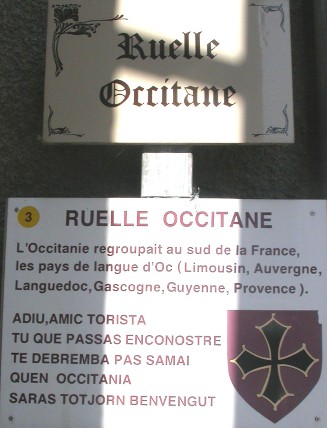 Ruelle
Occitane
3
RUELLE OCCITANE
L'Occitanie regroupait au sud de la France,
les pays de langue d'Oc (Limousin, Auvergne,
Languedoc, Gascogne, Guyenne, Provence).
ADIU, AMIC TORISTA
TU QUE PASSAS ENCONOSTRE
TE DEBREMBA PAS SAMAI
QUEN OCCITANIA
SARAS TOTJORN BENVENGUT